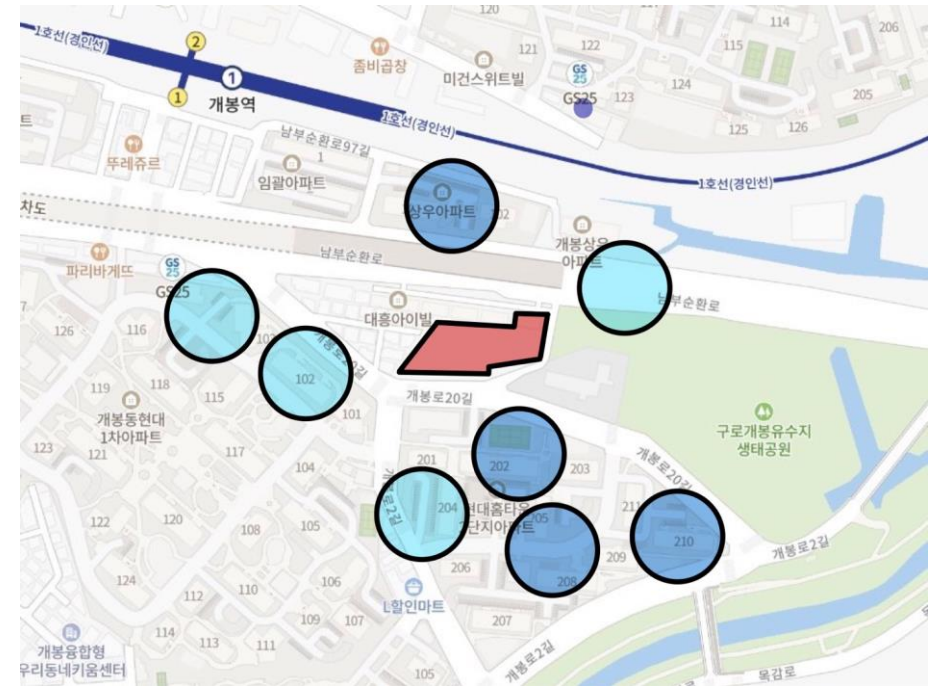 120
114
206
1호선(경인선)
2
121
122
115
좀비곱창
미건스위트빌
GS
25
124
1
1
개봉역
GS25
123
205
1호선(경인선)
125
126
남부순환로97길
뚜레쥬르
1
임괄아파트
1호선(경인선)
상우아파트
102
차도
개봉상우
아파트
남부순환로
파리바게뜨
GS
25
GS25
남부순환로
대흥아이빌
126
116
102
119
118
115
개봉로20길
개봉동현대
1차아파트
101
구로개봉유수지
생태공원
123
121
117
201
202
203
개봉로20길
104
개봉로2길
204
현대홈타운
2단지아파트
205
211
122
120
108
105
210
개봉로2길
206
209
124
110
106
208
112
L할인마트
109
107
207
114
113
111
개봉융합형
우리동네키움센터
105
개봉로2길
목감로